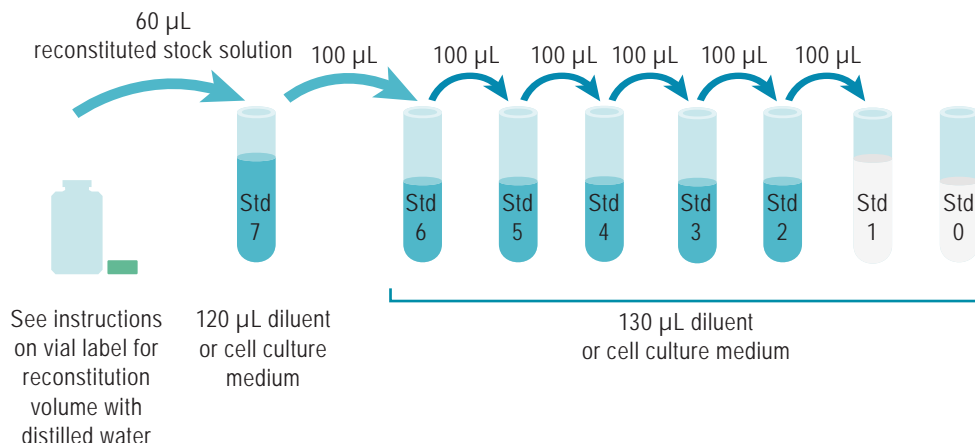 60 µL
reconstituted stock solution
100 µL
100 µL
100 µL
100 µL
100 µL
100 µL
Std
7
Std
6
Std
5
Std
4
Std
3
Std
2
Std
1
Std
0
See instructions
on vial label for
reconstitution
volume with
distilled water
120 µL diluent
or cell culture
medium
130 µL diluent
or cell culture medium